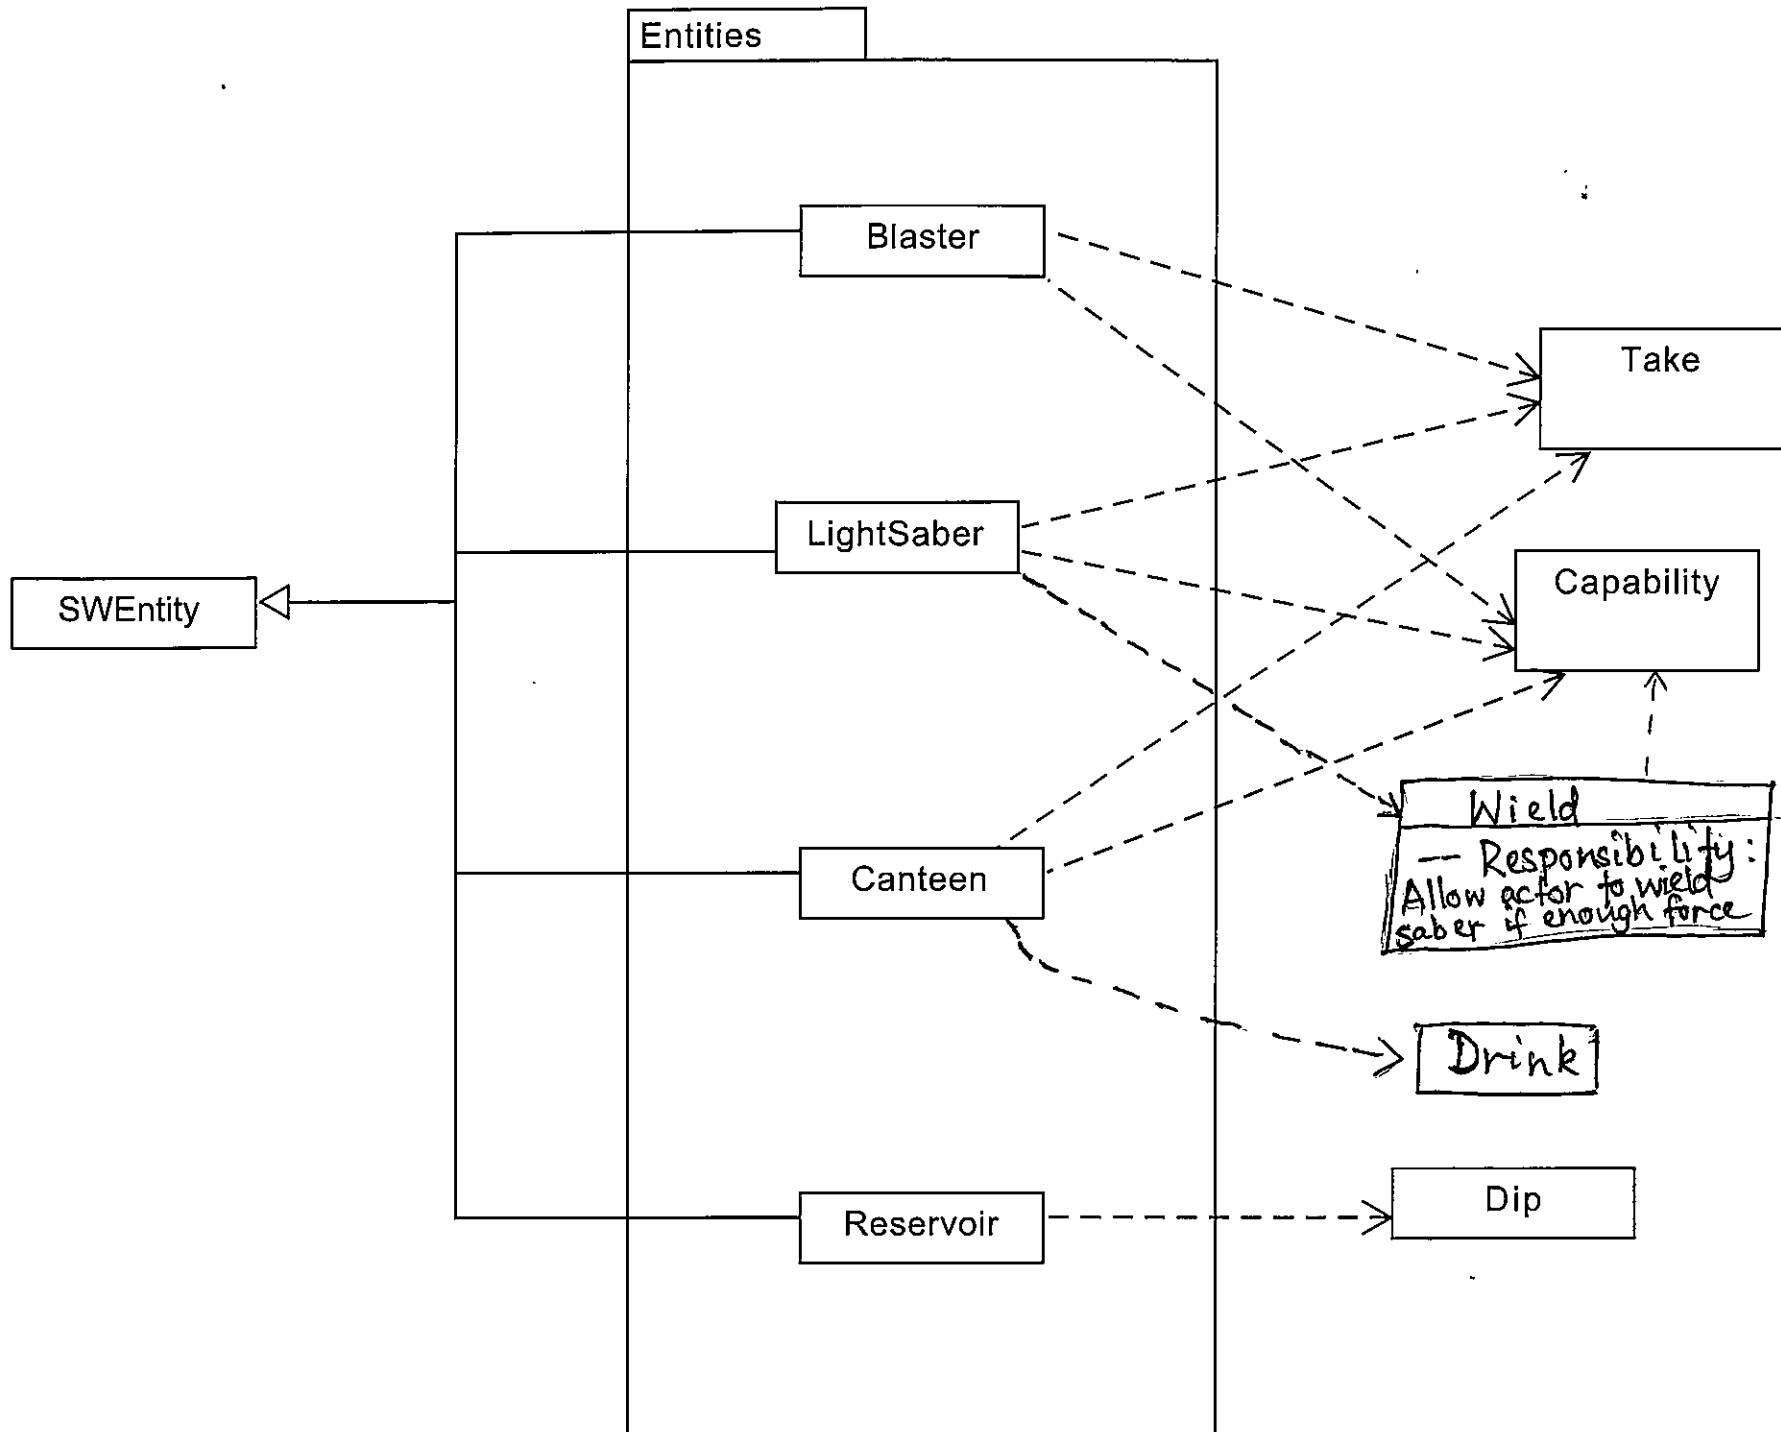 Entities
Blaster
Take
LightSaber
Capability
SWEntity
Wield
— Responsibility:
Allow actor to wield
saber if enough force
Canteen
Drink
Dip
Reservoir